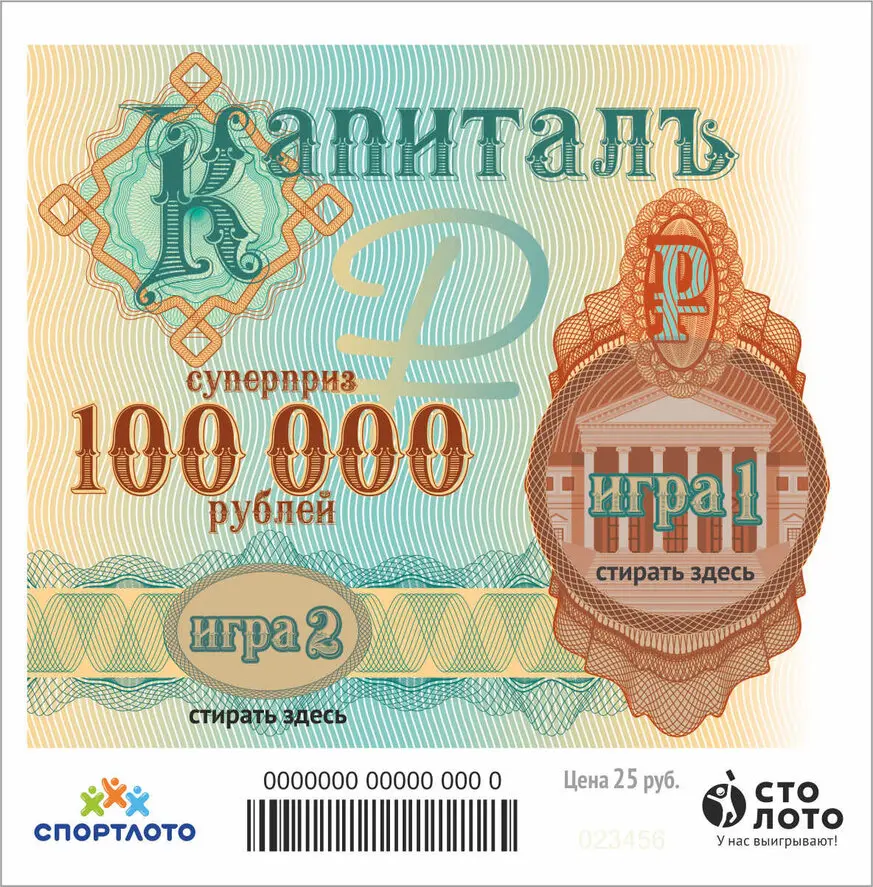 Капиталъ
₽
₽
суперприз
100 000
рублей
игра 1
стирать здесь
игра 2
стирать здесь
СПОРТЛОТО
0000000 00000 000 0
Цена 25 руб.
023456
СТО
ЛОТО
У нас выигрывают!